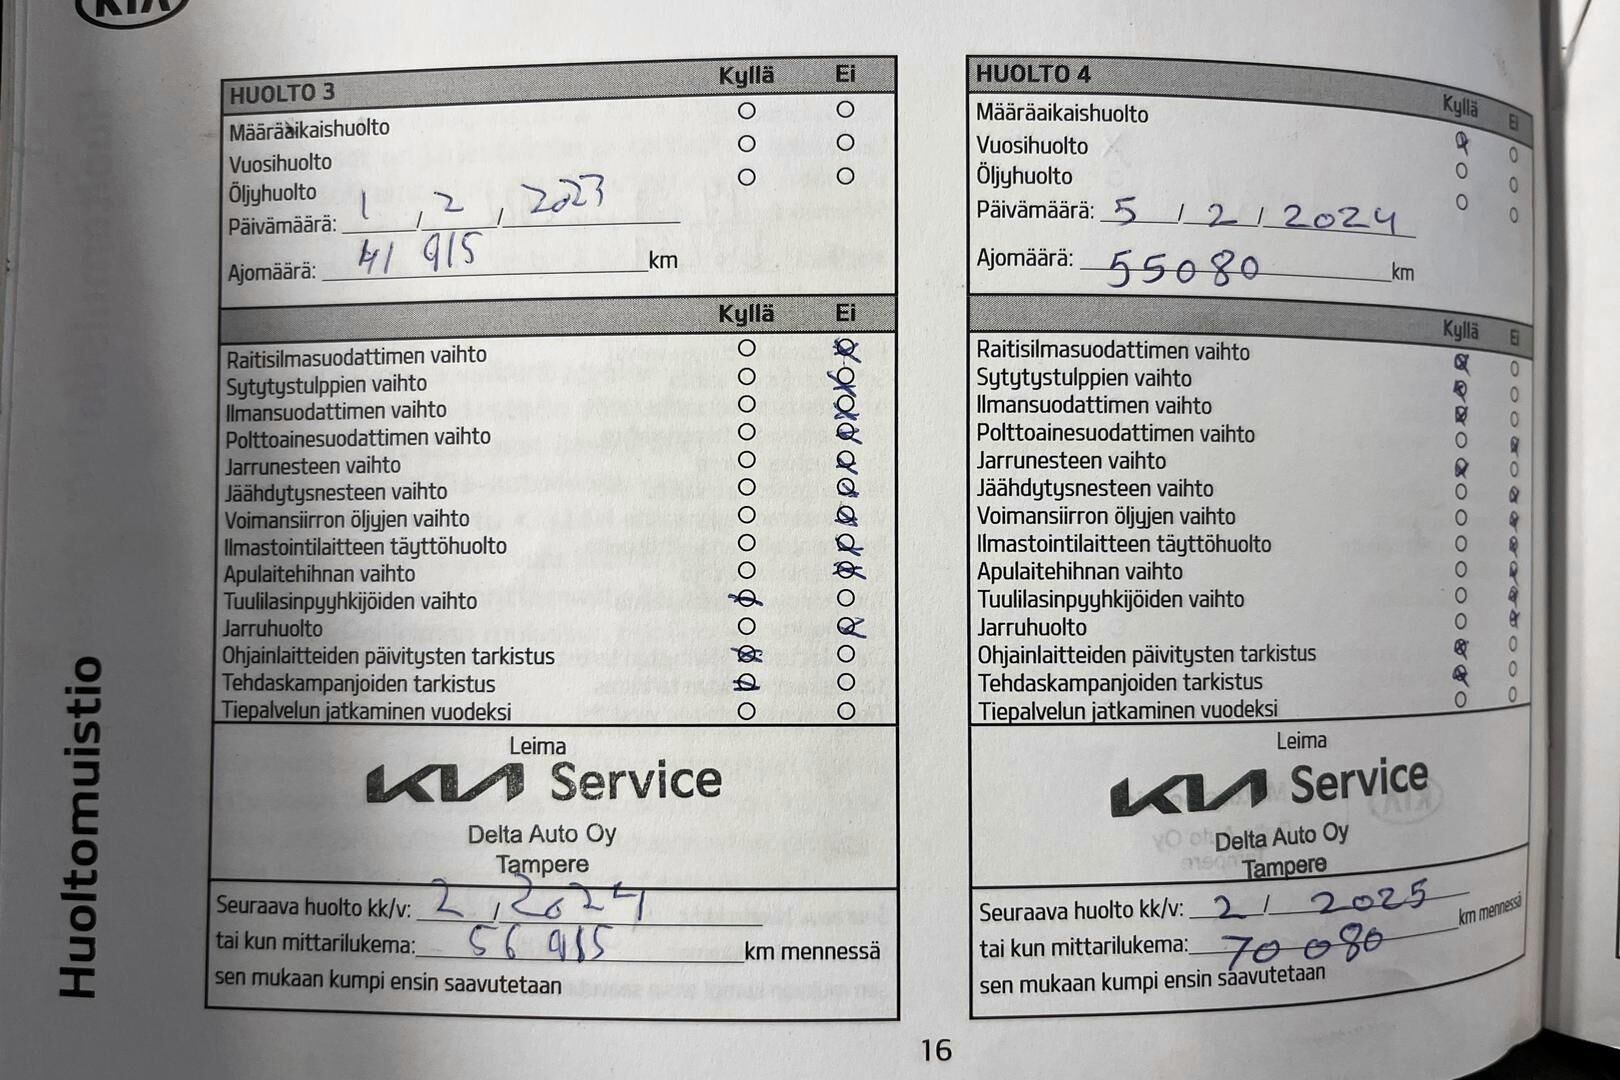 KIA
Huoltomuistio
HUOLTO 3 Kyllä Ei
Määräaikaishuolto
Vuosihuolto
Öljyhuolto
Päivämäärä: 1 / 2 / 2023
Ajomäärä: 41 915 km
Kyllä Ei
Raitisilmasuodattimen vaihto
Sytytystulppien vaihto
Ilmansuodattimen vaihto
Polttoainesuodattimen vaihto
Jarrunesteen vaihto
Jäähdytysnesteen vaihto
Voimansiirron öljyjen vaihto
Ilmastointilaitteen täyttöhuolto
Apulaitehihnan vaihto
Tuulilasinpyyhkijöiden vaihto
Jarruhuolto
Ohjainlaitteiden päivitysten tarkistus
Tehdaskampanjoiden tarkistus
Tiepalvelun jatkaminen vuodeksi
Leima
KIA Service
Delta Auto Oy
Tampere
Seuraava huolto kk/v: 2 / 2024
tai kun mittarilukema: 56 915 km mennessä
sen mukaan kumpi ensin saavutetaan
HUOLTO 4 Kyllä Ei
Määräaikaishuolto
Vuosihuolto
Öljyhuolto
Päivämäärä: 5 / 2 / 2024
Ajomäärä: 55080 km
Kyllä Ei
Raitisilmasuodattimen vaihto
Sytytystulppien vaihto
Ilmansuodattimen vaihto
Polttoainesuodattimen vaihto
Jarrunesteen vaihto
Jäähdytysnesteen vaihto
Voimansiirron öljyjen vaihto
Ilmastointilaitteen täyttöhuolto
Apulaitehihnan vaihto
Tuulilasinpyyhkijöiden vaihto
Jarruhuolto
Ohjainlaitteiden päivitysten tarkistus
Tehdaskampanjoiden tarkistus
Tiepalvelun jatkaminen vuodeksi
Leima
KIA Service
Delta Auto Oy
Tampere
Seuraava huolto kk/v: 2 / 2025
tai kun mittarilukema: 70 080 km mennessä
sen mukaan kumpi ensin saavutetaan
16